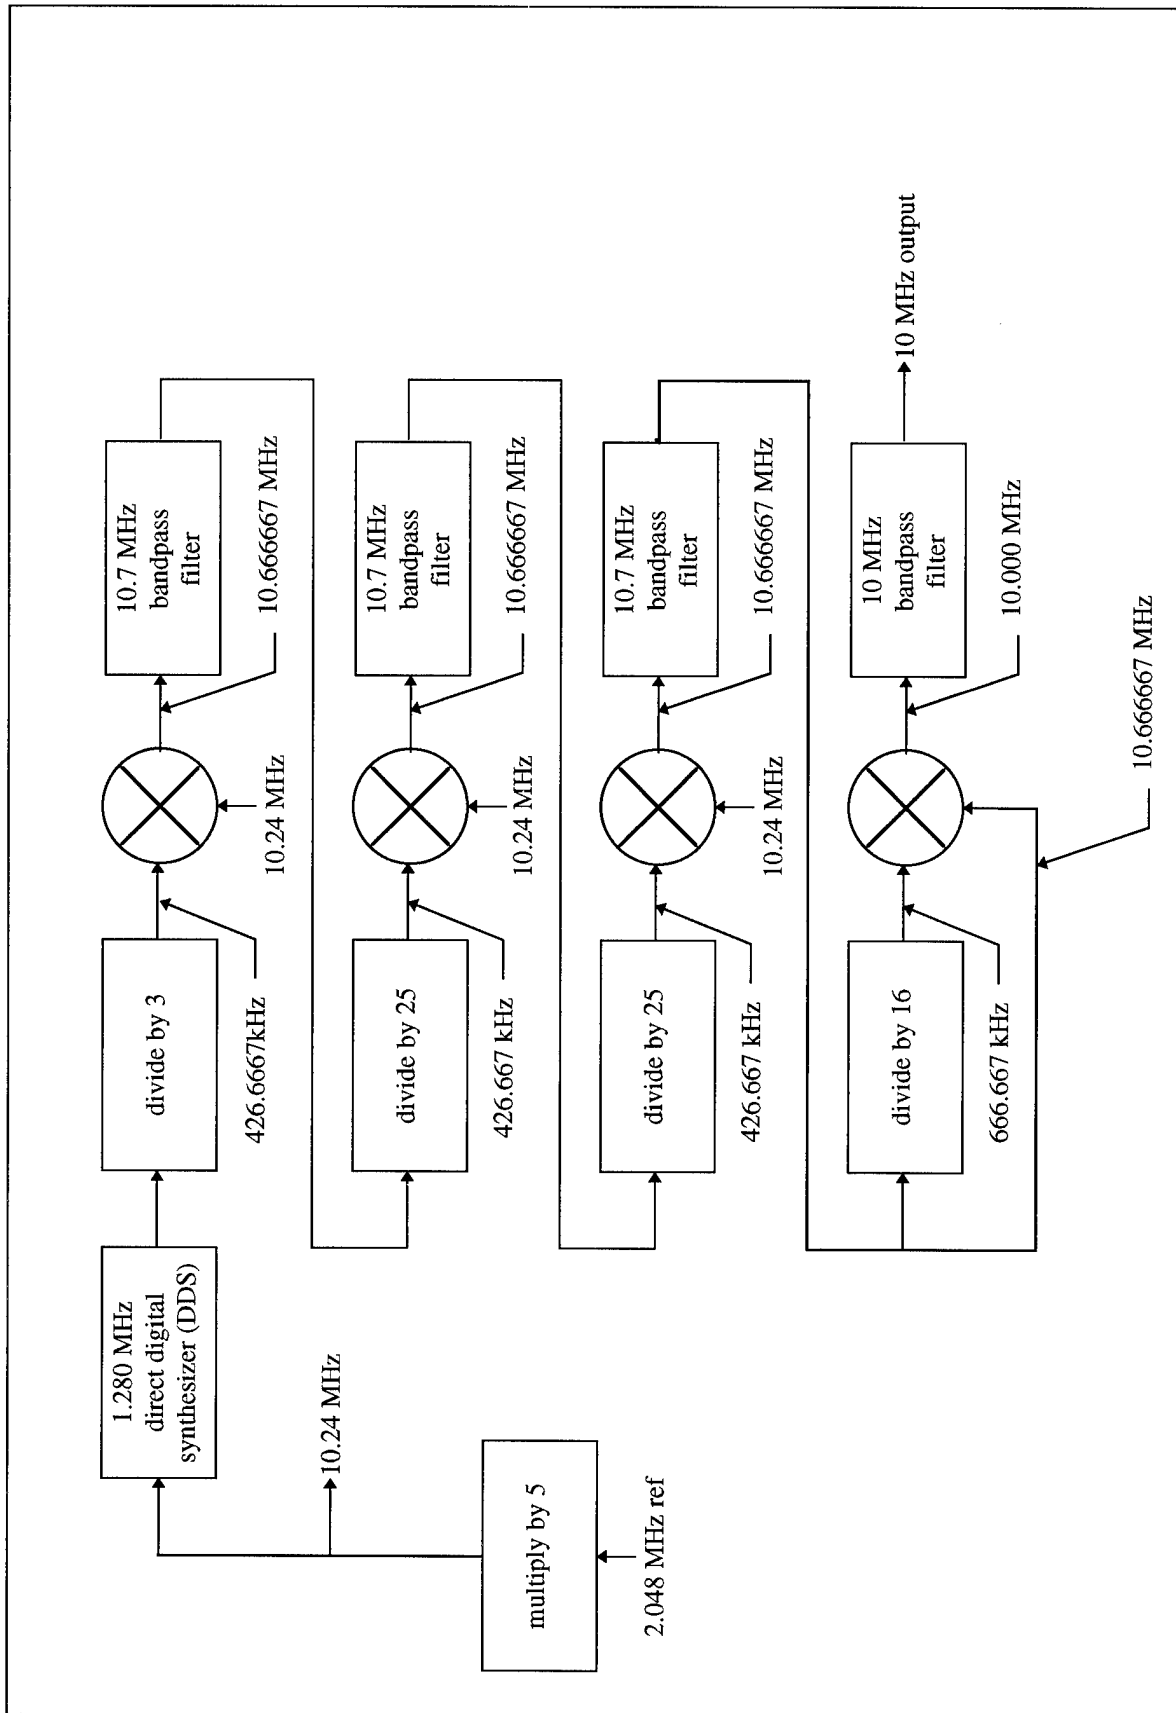 1.280 MHz
direct digital
synthesizer (DDS)
divide by 3
426.6667kHz
10.24 MHz
10.7 MHz
bandpass
filter
10.666667 MHz
10.24 MHz
divide by 25
426.667 kHz
10.24 MHz
10.7 MHz
bandpass
filter
10.666667 MHz
multiply by 5
2.048 MHz ref
divide by 25
426.667 kHz
10.24 MHz
10.7 MHz
bandpass
filter
10.666667 MHz
divide by 16
666.667 kHz
10 MHz
bandpass
filter
10.000 MHz
10 MHz output
10.666667 MHz